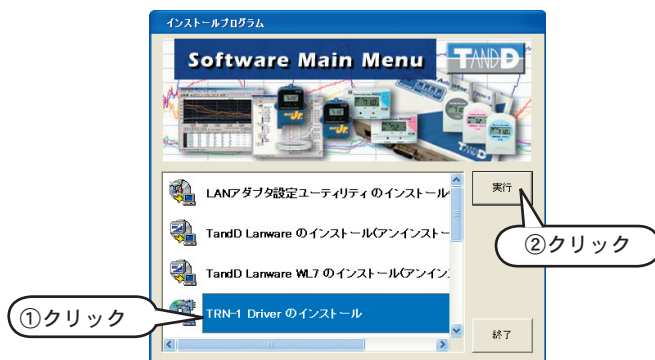 インストールプログラム
Software Main Menu
TANDD
LANアダプタ設定ユーティリティ のインストール
実行
TandD Lanware のインストール(アンインストー
②クリック
TandD Lanware WL7 のインストール(アンイン
①クリック
TRN-1 Driver のインストール
終了